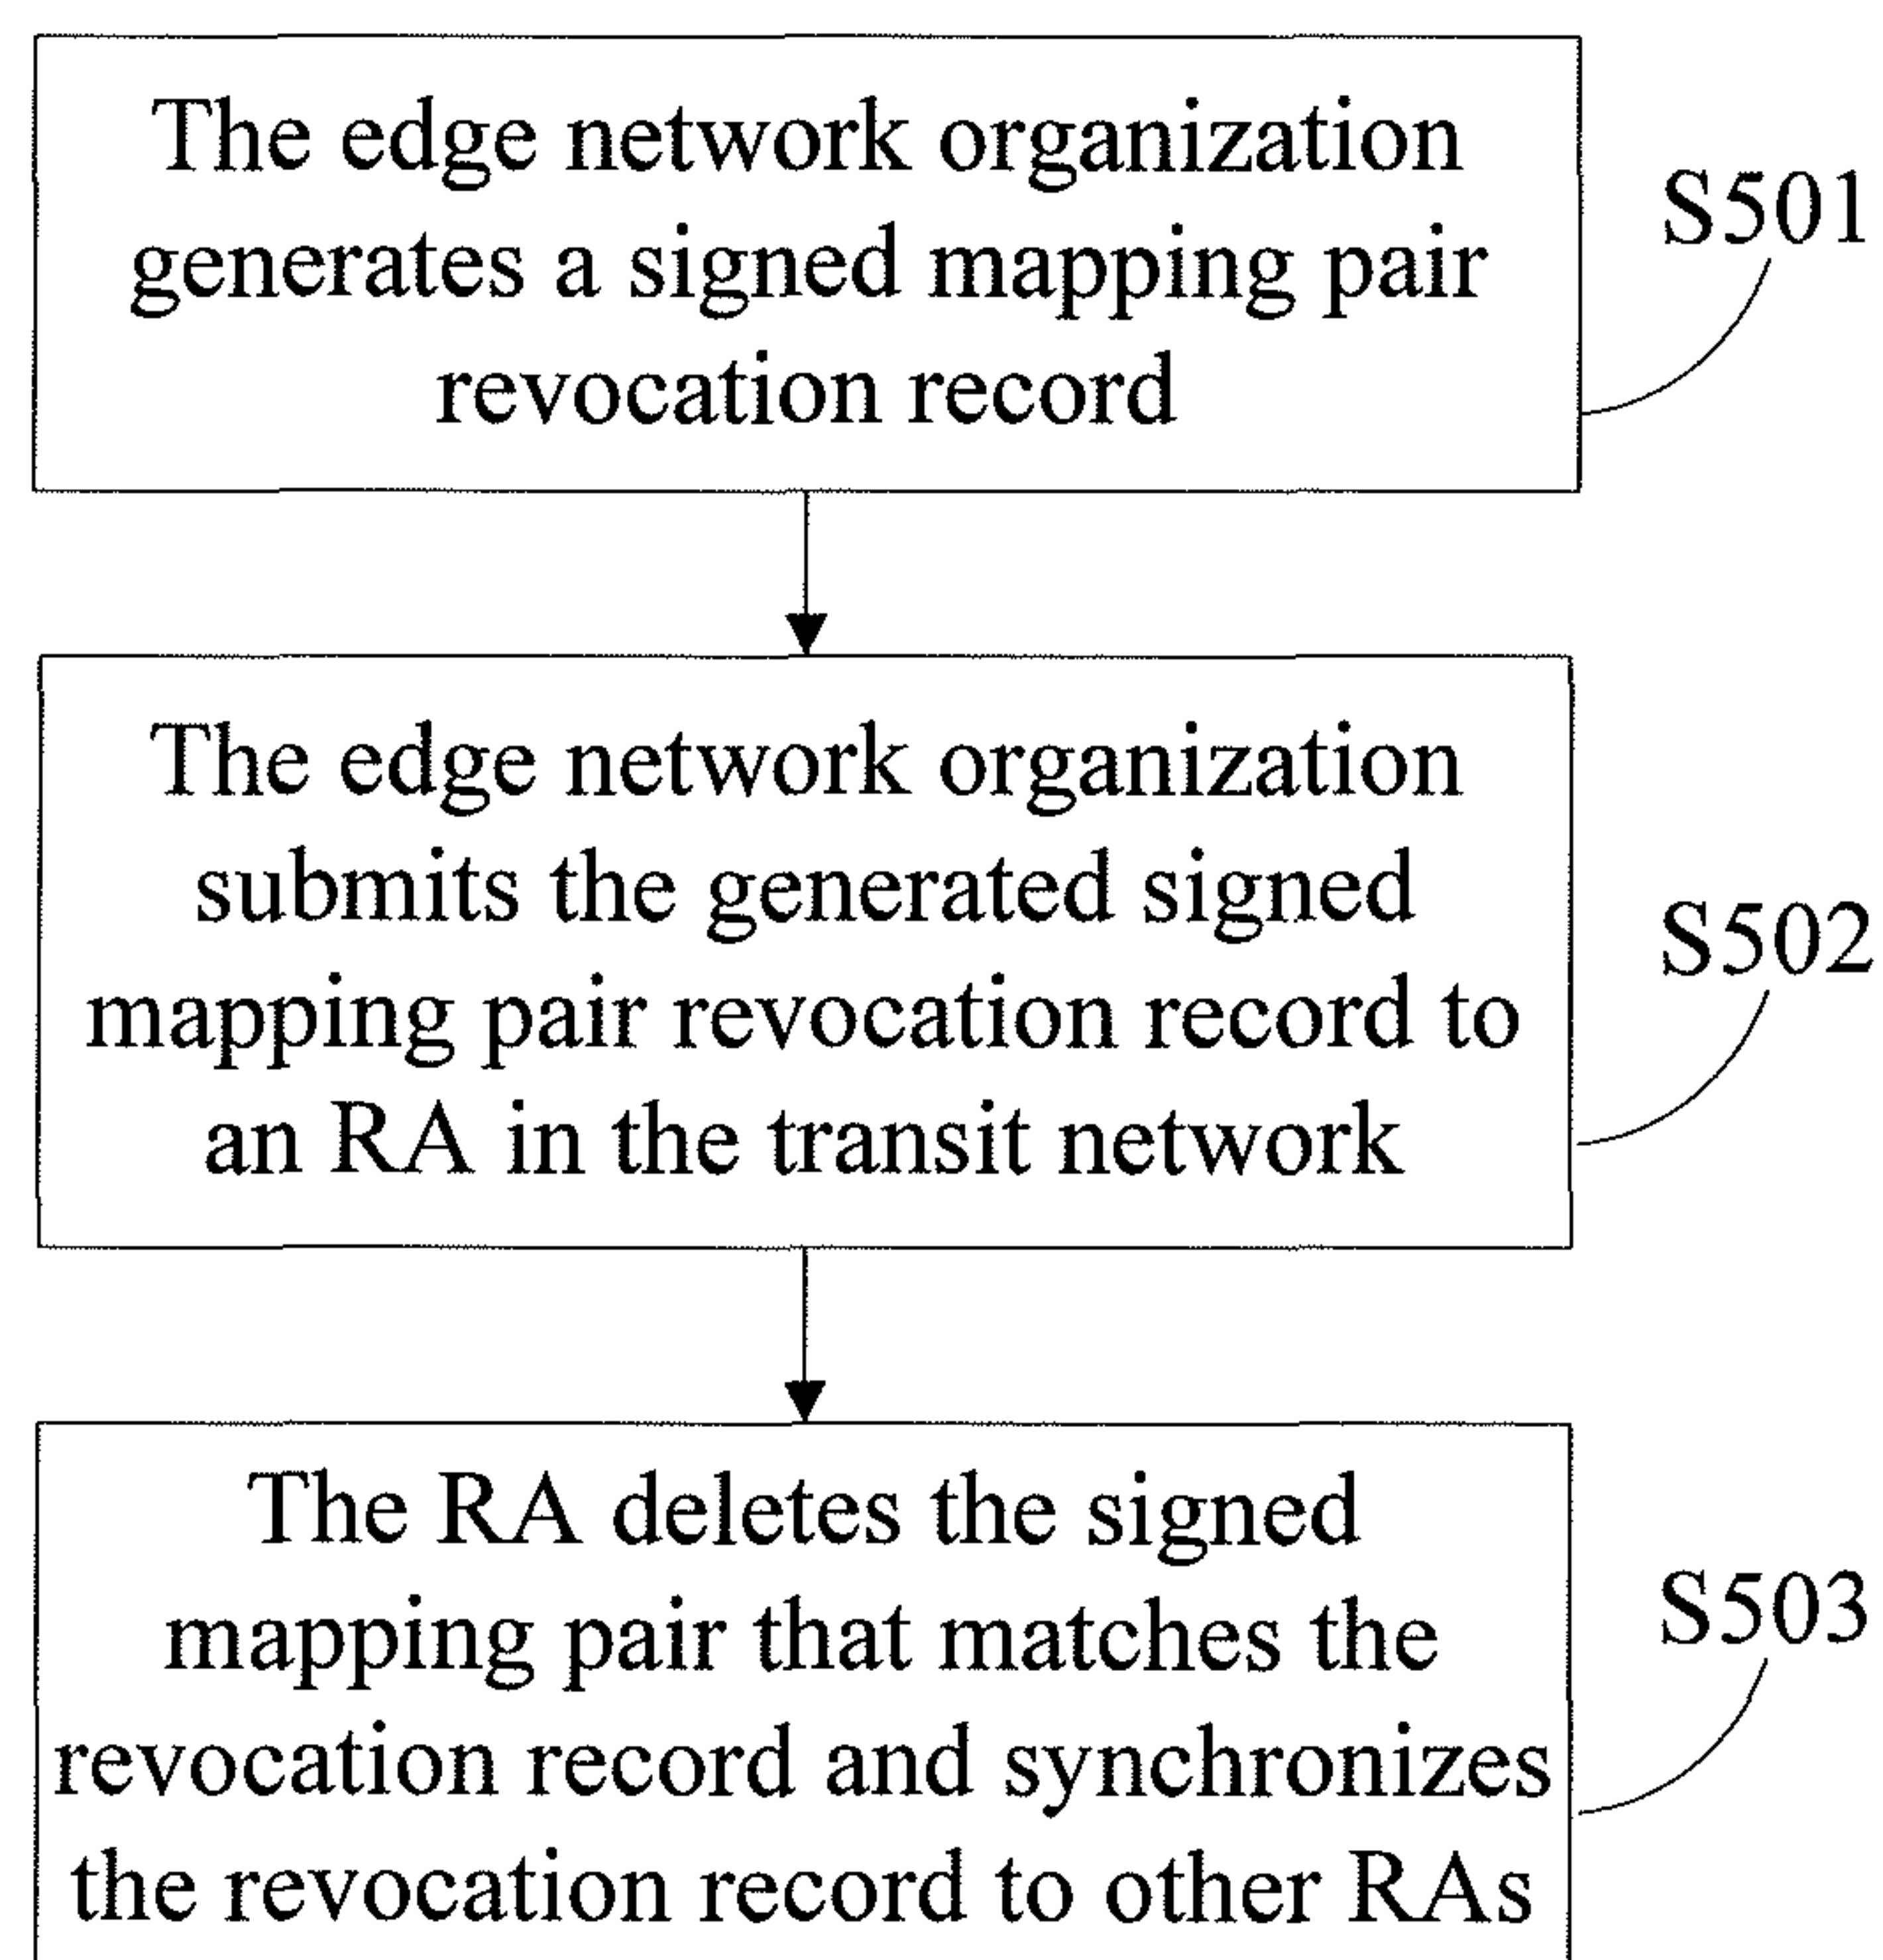 The edge network organization
generates a signed mapping pair
revocation record
S501
The edge network organization
submits the generated signed
mapping pair revocation record to
an RA in the transit network
S502
The RA deletes the signed
mapping pair that matches the
revocation record and synchronizes
the revocation record to other RAs
S503